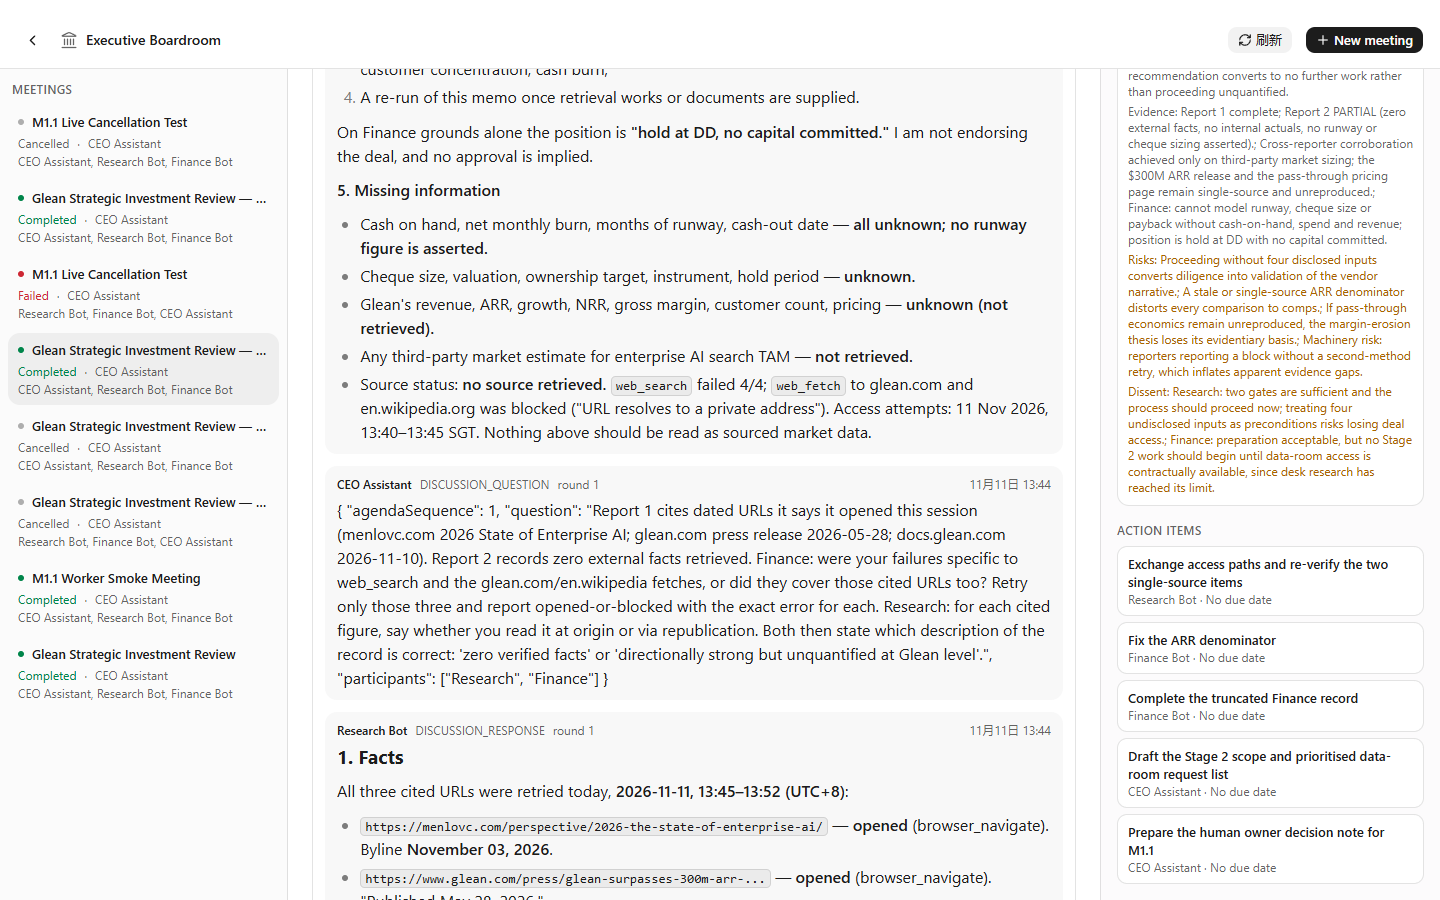 Executive Boardroom
刷新
New meeting
MEETINGS
M1.1 Live Cancellation Test
Cancelled · CEO Assistant
CEO Assistant, Research Bot, Finance Bot
Glean Strategic Investment Review — ...
Completed · CEO Assistant
CEO Assistant, Research Bot, Finance Bot
M1.1 Live Cancellation Test
Failed · CEO Assistant
Research Bot, Finance Bot, CEO Assistant
Glean Strategic Investment Review — ...
Completed · CEO Assistant
CEO Assistant, Research Bot, Finance Bot
Glean Strategic Investment Review — ...
Cancelled · CEO Assistant
CEO Assistant, Research Bot, Finance Bot
Glean Strategic Investment Review — ...
Cancelled · CEO Assistant
Research Bot, Finance Bot, CEO Assistant
M1.1 Worker Smoke Meeting
Completed · CEO Assistant
CEO Assistant, Research Bot, Finance Bot
Glean Strategic Investment Review
Completed · CEO Assistant
CEO Assistant, Research Bot, Finance Bot
customer concentration, cash burn;
4. A re-run of this memo once retrieval works or documents are supplied.
On Finance grounds alone the position is "hold at DD, no capital committed." I am not endorsing
the deal, and no approval is implied.
5. Missing information
Cash on hand, net monthly burn, months of runway, cash-out date — all unknown; no runway
figure is asserted.
Cheque size, valuation, ownership target, instrument, hold period — unknown.
Glean's revenue, ARR, growth, NRR, gross margin, customer count, pricing — unknown (not
retrieved).
Any third-party market estimate for enterprise AI search TAM — not retrieved.
Source status: no source retrieved. web_search failed 4/4; web_fetch to glean.com and
en.wikipedia.org was blocked ("URL resolves to a private address"). Access attempts: 11 Nov 2026,
13:40–13:45 SGT. Nothing above should be read as sourced market data.
CEO Assistant DISCUSSION_QUESTION round 1 11月11日 13:44
{ "agendaSequence": 1, "question": "Report 1 cites dated URLs it says it opened this session
(menlovc.com 2026 State of Enterprise AI; glean.com press release 2026-05-28; docs.glean.com
2026-11-10). Report 2 records zero external facts retrieved. Finance: were your failures specific to
web_search and the glean.com/en.wikipedia fetches, or did they cover those cited URLs too? Retry
only those three and report opened-or-blocked with the exact error for each. Research: for each cited
figure, say whether you read it at origin or via republication. Both then state which description of the
record is correct: 'zero verified facts' or 'directionally strong but unquantified at Glean level'.",
"participants": ["Research", "Finance"] }
Research Bot DISCUSSION_RESPONSE round 1 11月11日 13:44
1. Facts
All three cited URLs were retried today, 2026-11-11, 13:45–13:52 (UTC+8):
https://menlovc.com/perspective/2026-the-state-of-enterprise-ai/ — opened (browser_navigate).
Byline November 03, 2026.
https://www.glean.com/press/glean-surpasses-300m-arr-... — opened (browser_navigate).
"Published May 28, 2026."
recommendation converts to no further work rather
than proceeding unquantified.
Evidence: Report 1 complete; Report 2 PARTIAL (zero
external facts, no internal actuals, no runway or
cheque sizing asserted).; Cross-reporter corroboration
achieved only on third-party market sizing; the
$300M ARR release and the pass-through pricing
page remain single-source and unreproduced.;
Finance: cannot model runway, cheque size or
payback without cash-on-hand, spend and revenue;
position is hold at DD with no capital committed.
Risks: Proceeding without four disclosed inputs
converts diligence into validation of the vendor
narrative.; A stale or single-source ARR denominator
distorts every comparison to comps.; If pass-through
economics remain unreproduced, the margin-erosion
thesis loses its evidentiary basis.; Machinery risk:
reporters reporting a block without a second-method
retry, which inflates apparent evidence gaps.
Dissent: Research: two gates are sufficient and the
process should proceed now; treating four
undisclosed inputs as preconditions risks losing deal
access.; Finance: preparation acceptable, but no Stage
2 work should begin until data-room access is
contractually available, since desk research has
reached its limit.
ACTION ITEMS
Exchange access paths and re-verify the two
single-source items
Research Bot · No due date
Fix the ARR denominator
Finance Bot · No due date
Complete the truncated Finance record
Finance Bot · No due date
Draft the Stage 2 scope and prioritised data-
room request list
CEO Assistant · No due date
Prepare the human owner decision note for
M1.1
CEO Assistant · No due date